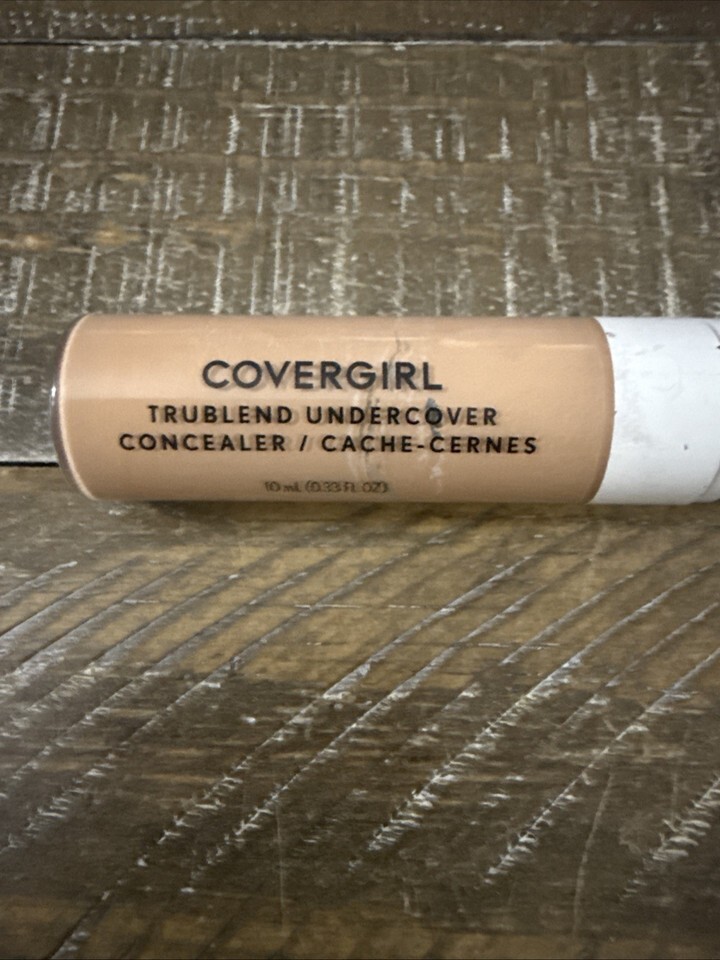 COVERGIRL
TRUBLEND UNDERCOVER
CONCEALER / CACHE-CERNES
10 mL (0.33 FL OZ)